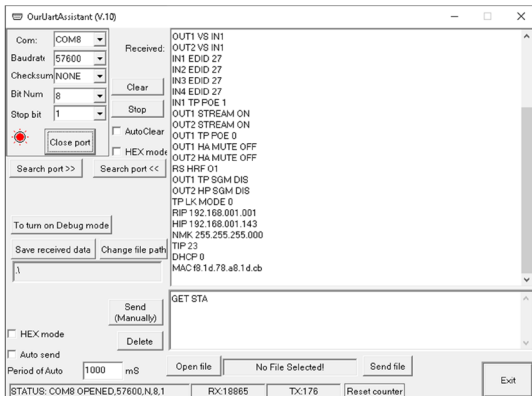 OurUartAssistant (V.10)
Com: COM8
Baudrate 57600
Checksum NONE
Bit Num 8
Stop bit 1
Close port
Received:
Clear
Stop
AutoClear
HEX mode
Search port >> Search port <<
To turn on Debug mode
Save received data Change file path
.\
OUT1 VS IN1
OUT2 VS IN1
IN1 EDID 27
IN2 EDID 27
IN3 EDID 27
IN4 EDID 27
IN1 TP POE 1
OUT1 STREAM ON
OUT2 STREAM ON
OUT1 TP POE 0
OUT1 HA MUTE OFF
OUT2 HA MUTE OFF
RS HRF O1
OUT1 TP SGM DIS
OUT2 HP SGM DIS
TP LK MODE 0
RIP 192.168.001.001
HIP 192.168.001.143
NMK 255.255.255.000
TIP 23
DHCP 0
MAC f8.1d.78.a8.1d.cb
Send
(Manually)
GET STA
HEX mode
Delete
Auto send
Period of Auto 1000 mS
Open file No File Selected! Send file
Exit
STATUS: COM8 OPENED,57600,N,8,1 RX:18865 TX:176 Reset counter